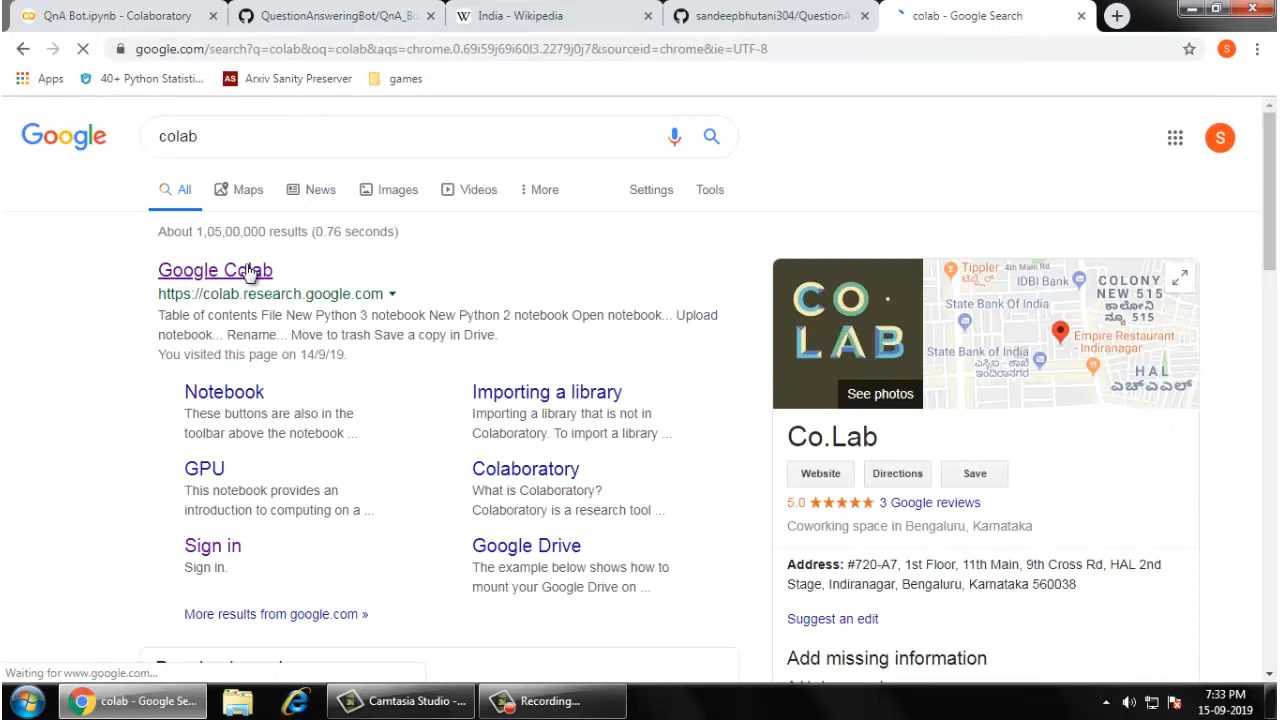 QnA Bot.ipynb - Colaboratory
QuestionAnsweringBot/QnA_Bo
India - Wikipedia
sandeepbhutani304/QuestionA
colab - Google Search
google.com/search?q=colab&oq=colab&aqs=chrome.0.69i59j69i60l3.2279j0j7&sourceid=chrome&ie=UTF-8
S
Apps
40+ Python Statisti...
Arxiv Sanity Preserver
games
Google
colab
S
All
Maps
News
Images
Videos
More
Settings
Tools
About 1,05,00,000 results (0.76 seconds)
Google Colab
https://colab.research.google.com
Table of contents File New Python 3 notebook New Python 2 notebook Open notebook... Upload
notebook... Rename... Move to trash Save a copy in Drive.
You visited this page on 14/9/19.
Notebook
These buttons are also in the
toolbar above the notebook ...
Importing a library
Importing a library that is not in
Colaboratory. To import a library ...
GPU
This notebook provides an
introduction to computing on a ...
Colaboratory
What is Colaboratory?
Colaboratory is a research tool ...
Sign in
Sign in.
Google Drive
The example below shows how to
mount your Google Drive on ...
More results from google.com »
CO
LAB
See photos
Tippler
4th Main Rd
IDBI Bank
COLONY
NEW 515
ಕಾಲೋನಿ
ನ್ಯೂ 515
State Bank Of India
State Bank of India
Empire Restaurant
- Indiranagar
HAL
ಎಚ್ಎಎಲ್
Co.Lab
Website
Directions
Save
5.0 ★★★★★ 3 Google reviews
Coworking space in Bengaluru, Karnataka
Address: #720-A7, 1st Floor, 11th Main, 9th Cross Rd, HAL 2nd
Stage, Indiranagar, Bengaluru, Karnataka 560038
Suggest an edit
Add missing information
Waiting for www.google.com...
colab - Google Se...
Camtasia Studio -...
Recording...
7:33 PM
15-09-2019